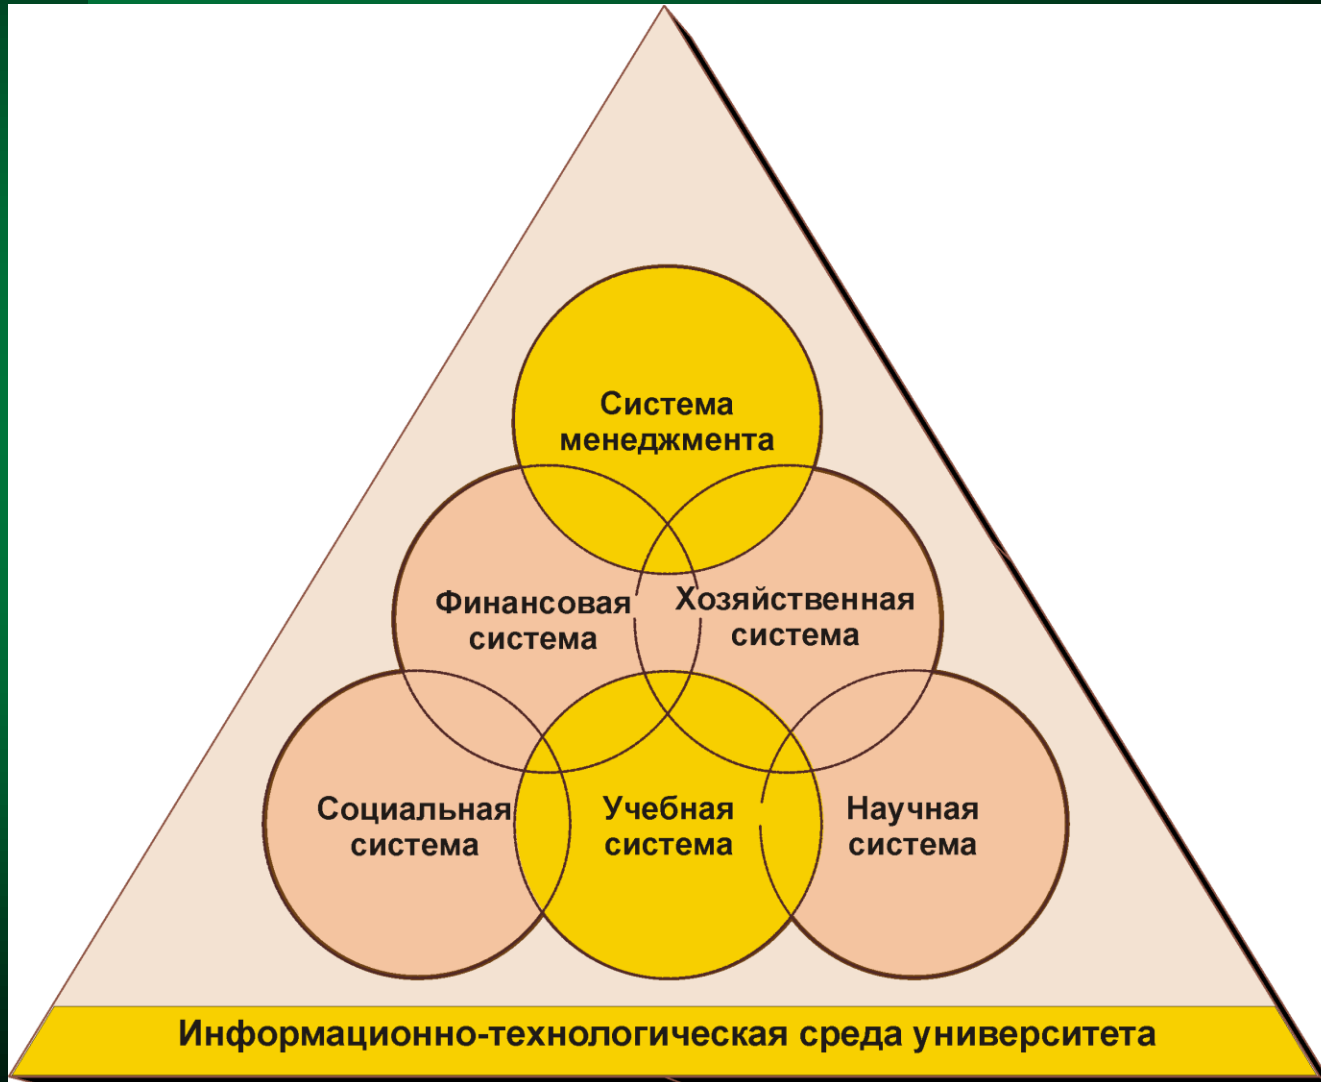 Система
менеджмента
Финансовая
система
Хозяйственная
система
Социальная
система
Учебная
система
Научная
система
Информационно-технологическая среда университета